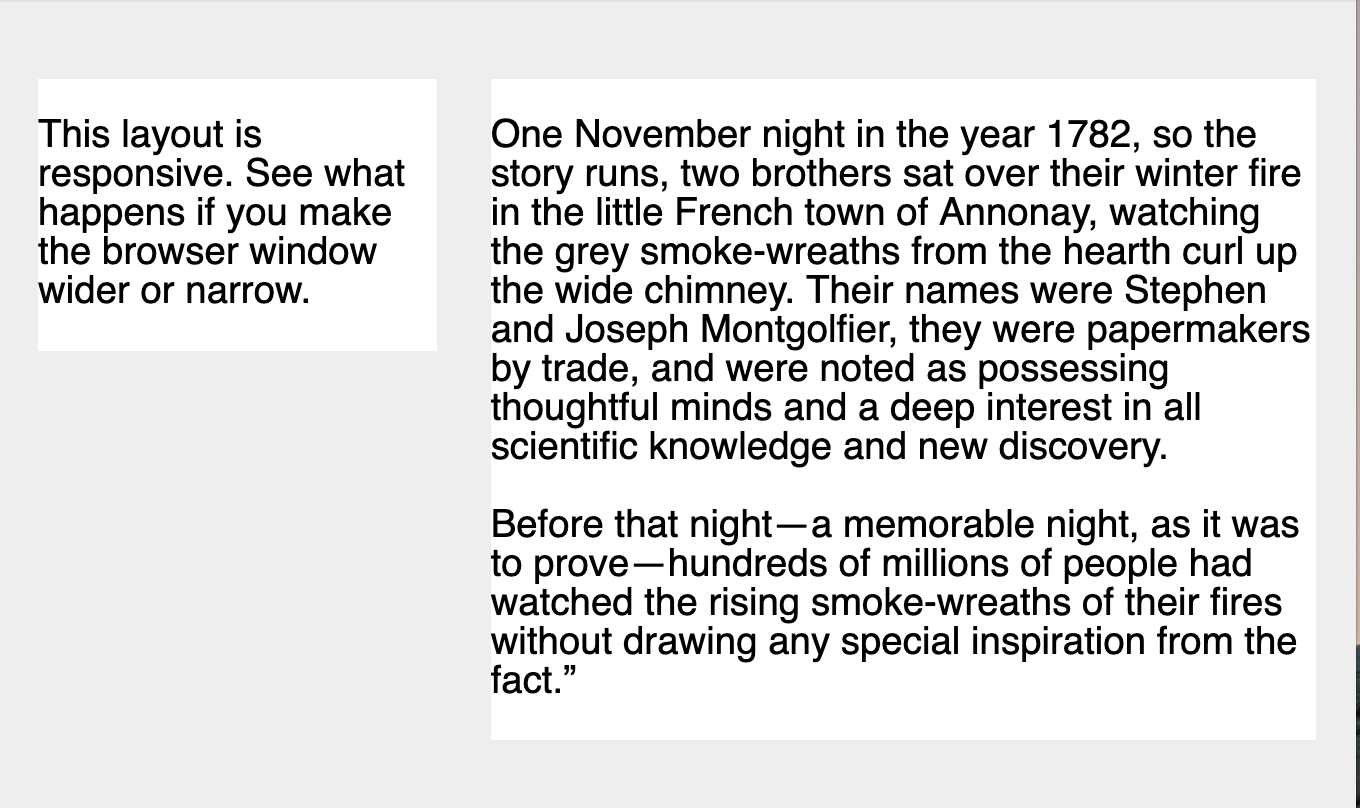 This layout is
responsive. See what
happens if you make
the browser window
wider or narrow.
One November night in the year 1782, so the
story runs, two brothers sat over their winter fire
in the little French town of Annonay, watching
the grey smoke-wreaths from the hearth curl up
the wide chimney. Their names were Stephen
and Joseph Montgolfier, they were papermakers
by trade, and were noted as possessing
thoughtful minds and a deep interest in all
scientific knowledge and new discovery.
Before that night—a memorable night, as it was
to prove—hundreds of millions of people had
watched the rising smoke-wreaths of their fires
without drawing any special inspiration from the
fact.”